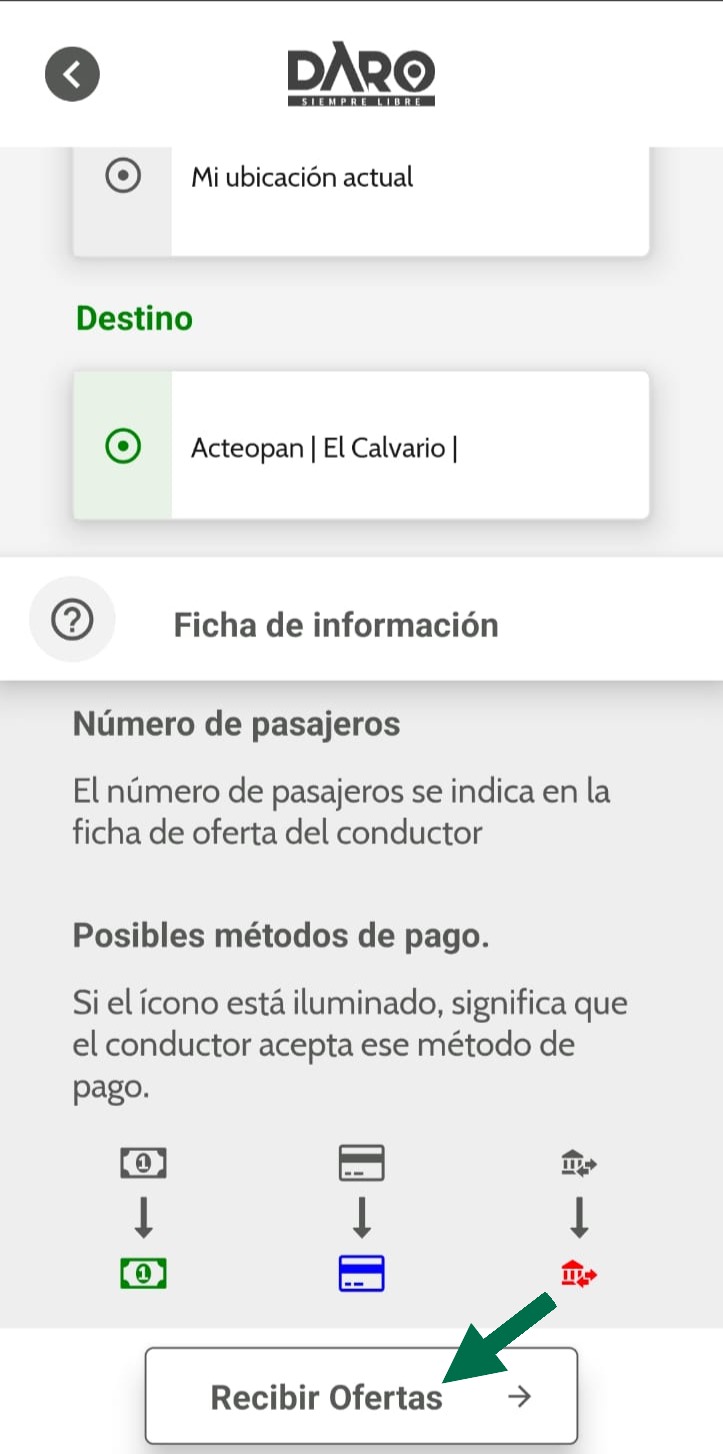 DARO
SIEMPRE LIBRE
Mi ubicación actual
Destino
Acteopan | El Calvario |
Ficha de información
Número de pasajeros
El número de pasajeros se indica en la
ficha de oferta del conductor
Posibles métodos de pago.
Si el ícono está iluminado, significa que
el conductor acepta ese método de
pago.
Recibir Ofertas